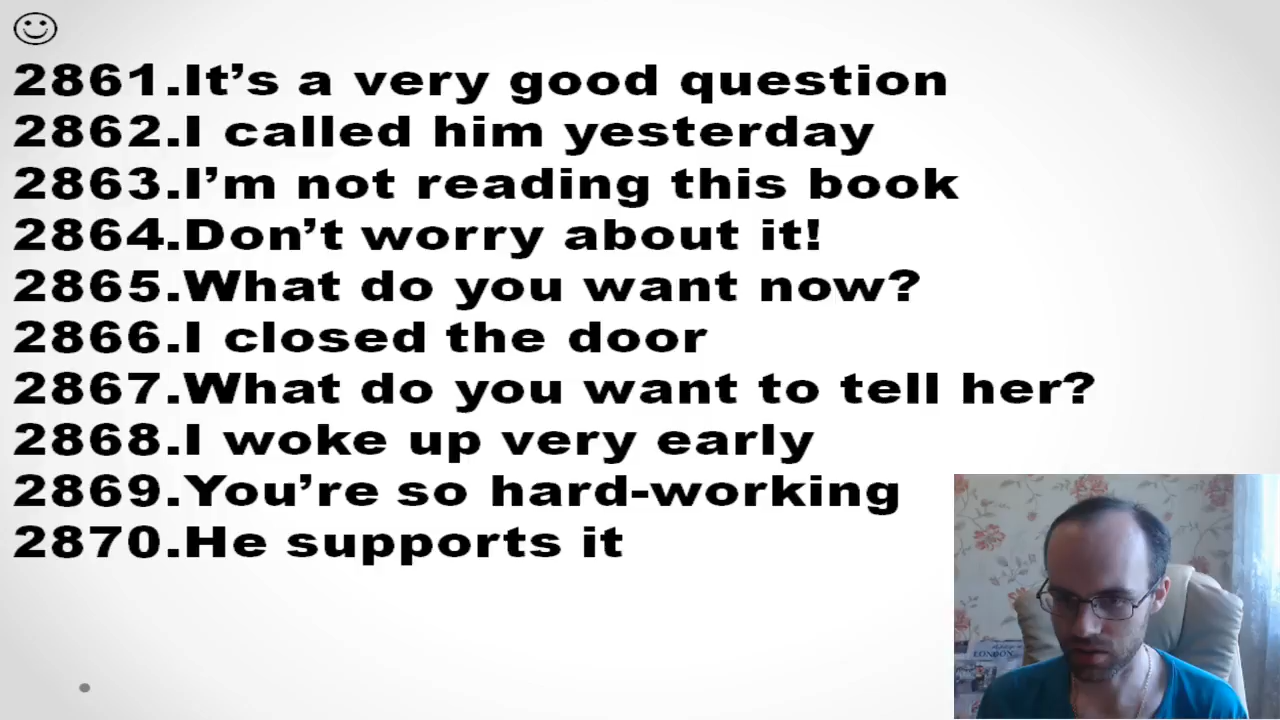 2861.It’s a very good question
2862.I called him yesterday
2863.I’m not reading this book
2864.Don’t worry about it!
2865.What do you want now?
2866.I closed the door
2867.What do you want to tell her?
2868.I woke up very early
2869.You’re so hard-working
2870.He supports it
LONDON